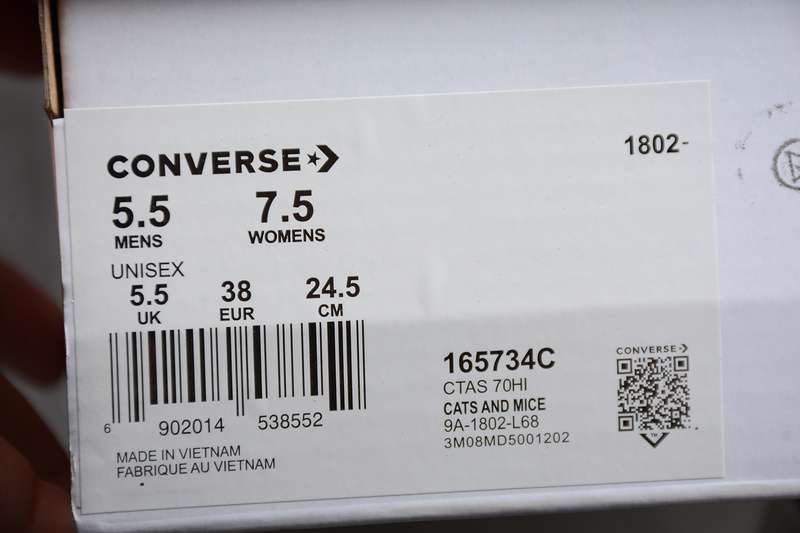 CONVERSE
1802-
5.5 7.5
MENS WOMENS
UNISEX
5.5 38 24.5
UK EUR CM
6 902014 538552
MADE IN VIETNAM
FABRIQUE AU VIETNAM
165734C
CTAS 70HI
CATS AND MICE
9A-1802-L68
3M08MD5001202
CONVERSE
TM